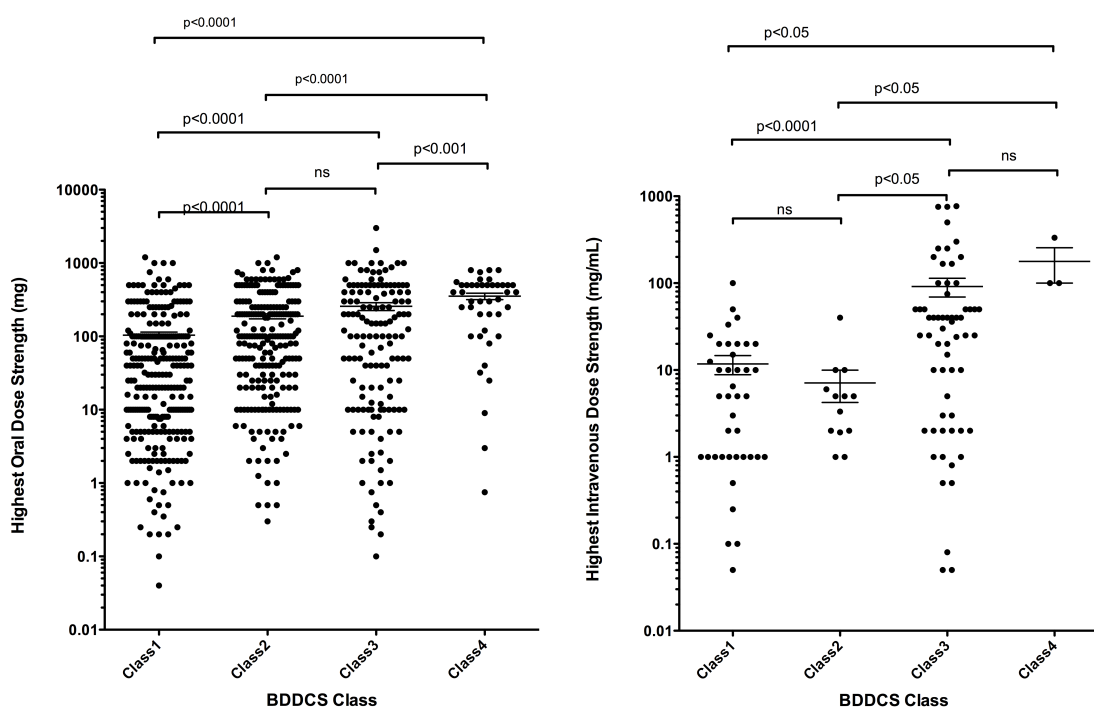 p<0.0001
p<0.0001
p<0.0001
p<0.001
ns
p<0.0001
10000
1000
100
10
1
0.1
0.01
Highest Oral Dose Strength (mg)
Class1
Class2
Class3
Class4
BDDCS Class
p<0.05
p<0.05
p<0.0001
ns
p<0.05
ns
1000
100
10
1
0.1
0.01
Highest Intravenous Dose Strength (mg/mL)
Class1
Class2
Class3
Class4
BDDCS Class